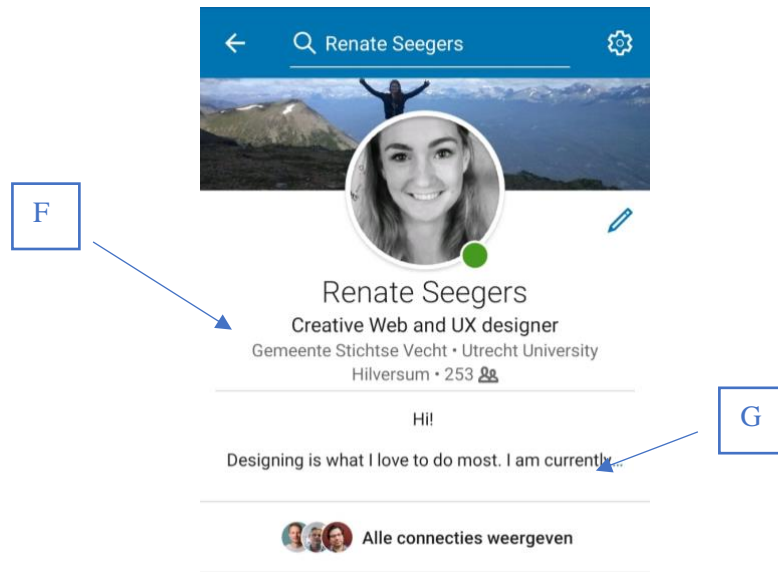 Renate Seegers
F
Renate Seegers
Creative Web and UX designer
Gemeente Stichtse Vecht • Utrecht University
Hilversum • 253
Hi!
G
Designing is what I love to do most. I am currently...
Alle connecties weergeven